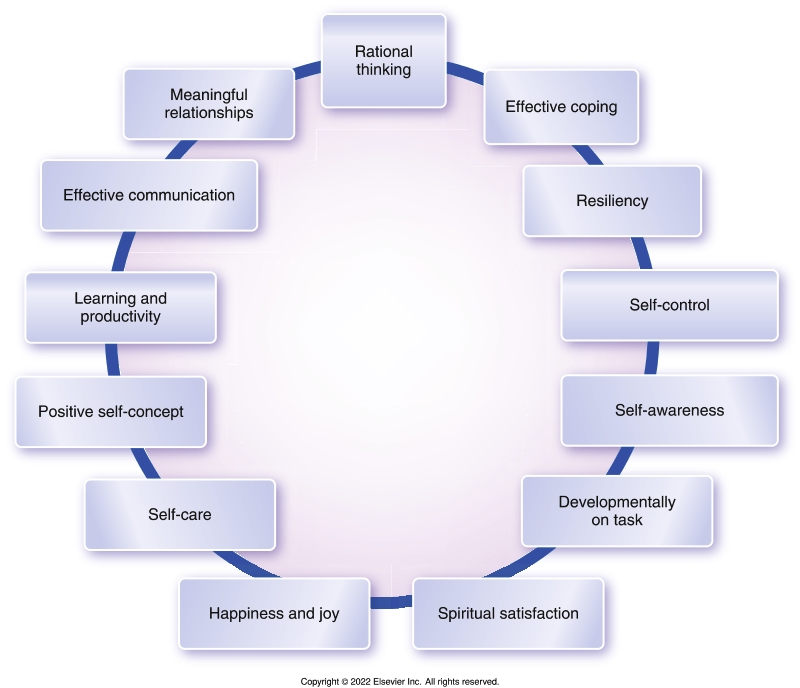 Rational
thinking
Effective coping
Resiliency
Self-control
Self-awareness
Developmentally
on task
Spiritual satisfaction
Happiness and joy
Self-care
Positive self-concept
Learning and
productivity
Effective communication
Meaningful
relationships
Copyright © 2022 Elsevier Inc. All rights reserved.